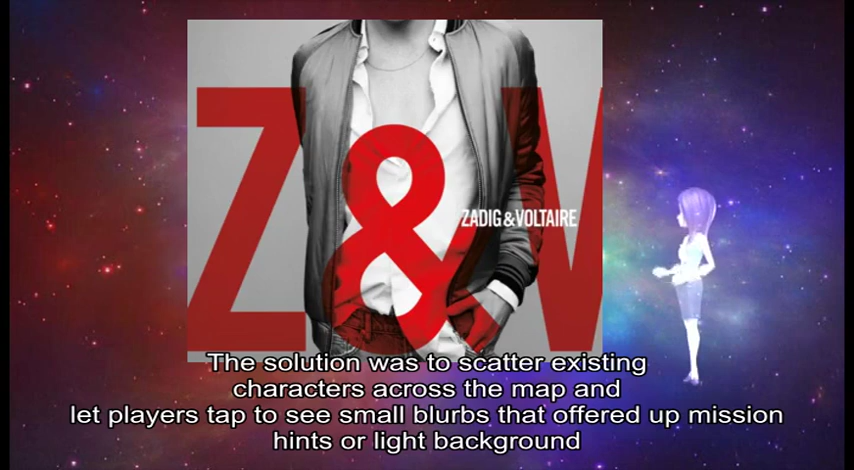 Z&V
ZADIG&VOLTAIRE
The solution was to scatter existing
characters across the map and
let players tap to see small blurbs that offered up mission
hints or light background